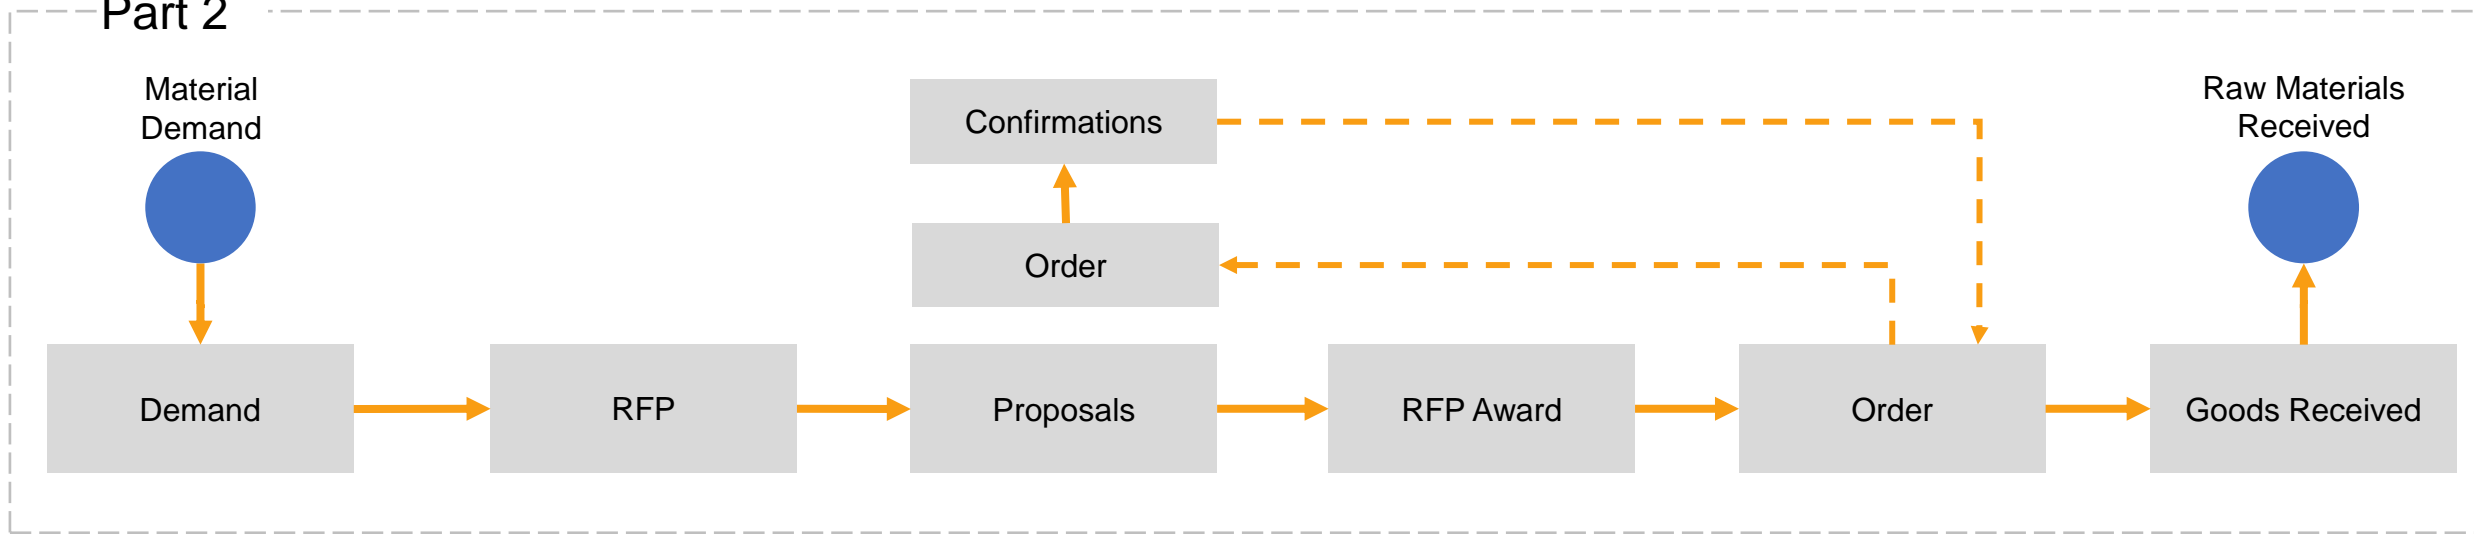 Part 2
Material
Demand
Confirmations
Raw Materials
Received
Order
Demand
RFP
Proposals
RFP Award
Order
Goods Received